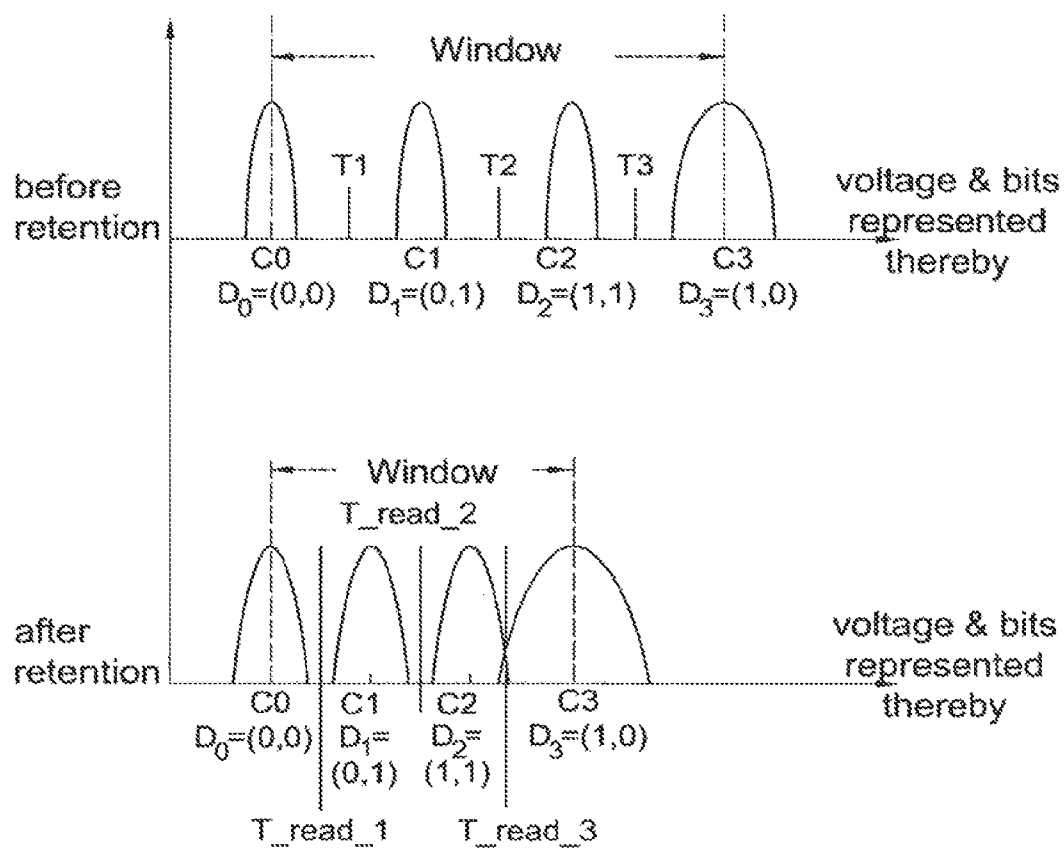 Window
T1
T2
T3
before
retention
voltage & bits
represented
thereby
C0
C1
C2
C3
D0=(0,0)
D1=(0,1)
D2=(1,1)
D3=(1,0)
Window
T_read_2
after
retention
voltage & bits
represented
thereby
C0
C1
C2
C3
D0=(0,0)
D1=
(0,1)
D2=
(1,1)
D3=(1,0)
T_read_1
T_read_3